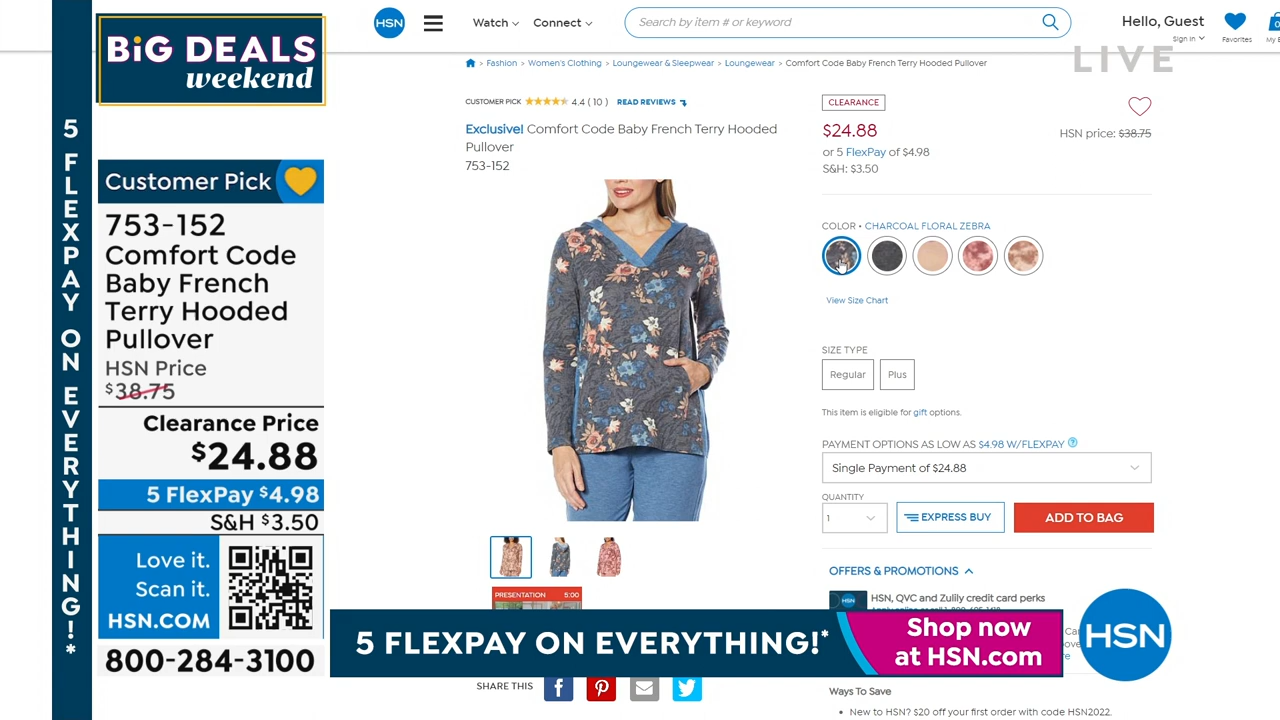 BiG DEALS
weekend
5 FLEXPAY ON EVERYTHING!*
Customer Pick
753-152
Comfort Code
Baby French
Terry Hooded
Pullover
HSN Price
$38.75
Clearance Price
$24.88
5 FlexPay $4.98
S&H $3.50
Love it.
Scan it.
HSN.COM
800-284-3100
HSN
Watch
Connect
Search by item # or keyword
Hello, Guest
Sign In
Favorites
0
LIVE
> Fashion > Women's Clothing > Loungewear & Sleepwear > Loungewear > Comfort Code Baby French Terry Hooded Pullover
CUSTOMER PICK 4.4 ( 10 ) READ REVIEWS
Exclusive! Comfort Code Baby French Terry Hooded
Pullover
753-152
CLEARANCE
$24.88
HSN price: $38.75
or 5 FlexPay of $4.98
S&H: $3.50
COLOR • CHARCOAL FLORAL ZEBRA
View Size Chart
SIZE TYPE
Regular
Plus
This item is eligible for gift options.
PAYMENT OPTIONS AS LOW AS $4.98 W/FLEXPAY ?
Single Payment of $24.88
QUANTITY
1
EXPRESS BUY
ADD TO BAG
OFFERS & PROMOTIONS
HSN
HSN, QVC and Zulily credit card perks
PRESENTATION 5:00
5 FLEXPAY ON EVERYTHING!*
Shop now
at HSN.com
HSN
SHARE THIS
Ways To Save
• New to HSN? $20 off your first order with code HSN2022.